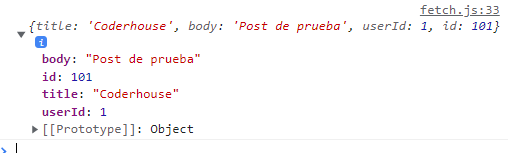 fetch.js:33
{title: 'Coderhouse', body: 'Post de prueba', userId: 1, id: 101}
i
body: "Post de prueba"
id: 101
title: "Coderhouse"
userId: 1
[[Prototype]]: Object